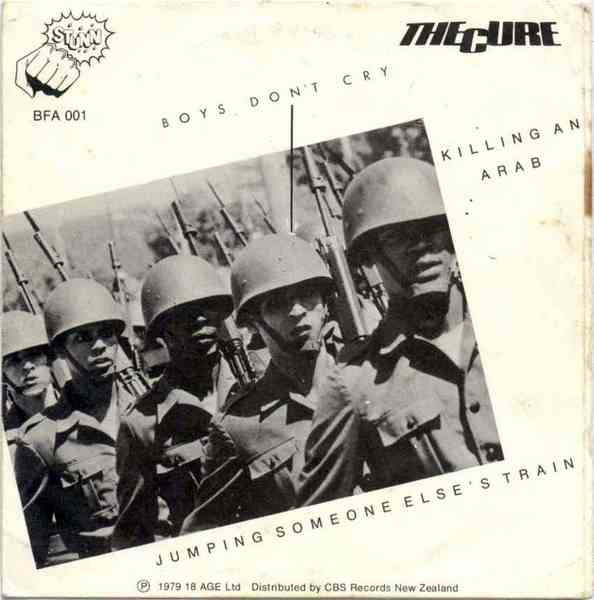 STUNN
THE CURE
BFA 001
BOYS DON'T CRY
KILLING AN
ARAB
JUMPING SOMEONE ELSE'S TRAIN
Ⓟ 1979 18 AGE Ltd Distributed by CBS Records New Zealand